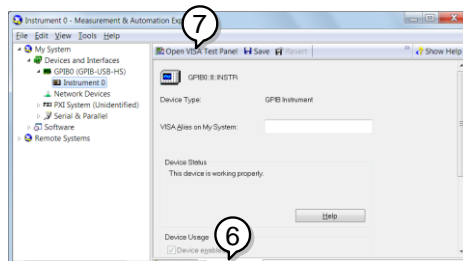 Instrument 0 - Measurement & Automation Exp
7
File Edit View Tools Help
My System
Devices and Interfaces
GPIB0 (GPIB-USB-HS)
Instrument 0
Network Devices
PXI System (Unidentified)
Serial & Parallel
Software
Remote Systems
Open VISA Test Panel Save Revert » Show Help
GPIB0::8::INSTR
Device Type: GPIB Instrument
VISA Alias on My System:
Device Status
This device is working properly.
Help
Device Usage
6
Device enabled